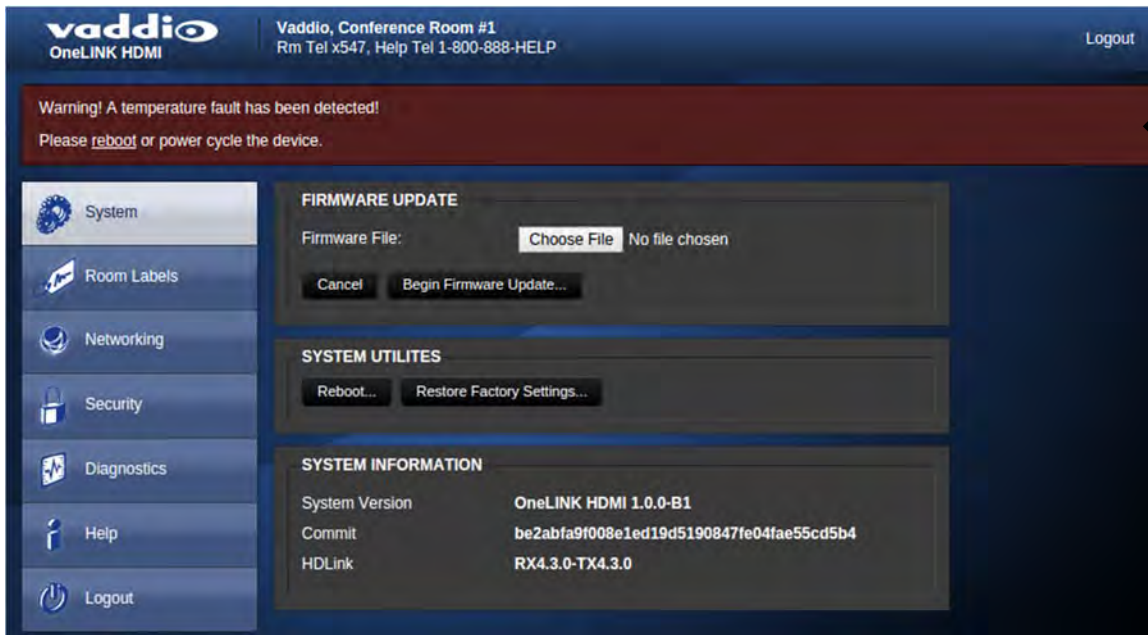 vaddio
OneLINK HDMI
Vaddio, Conference Room #1
Rm Tel x547, Help Tel 1-800-888-HELP
Logout
Warning! A temperature fault has been detected!
Please reboot or power cycle the device.
System
Room Labels
Networking
Security
Diagnostics
Help
Logout
FIRMWARE UPDATE
Firmware File: Choose File No file chosen
Cancel Begin Firmware Update...
SYSTEM UTILITES
Reboot... Restore Factory Settings...
SYSTEM INFORMATION
System Version OneLINK HDMI 1.0.0-B1
Commit be2abfa9f008e1ed19d5190847fe04fae55cd5b4
HDLink RX4.3.0-TX4.3.0